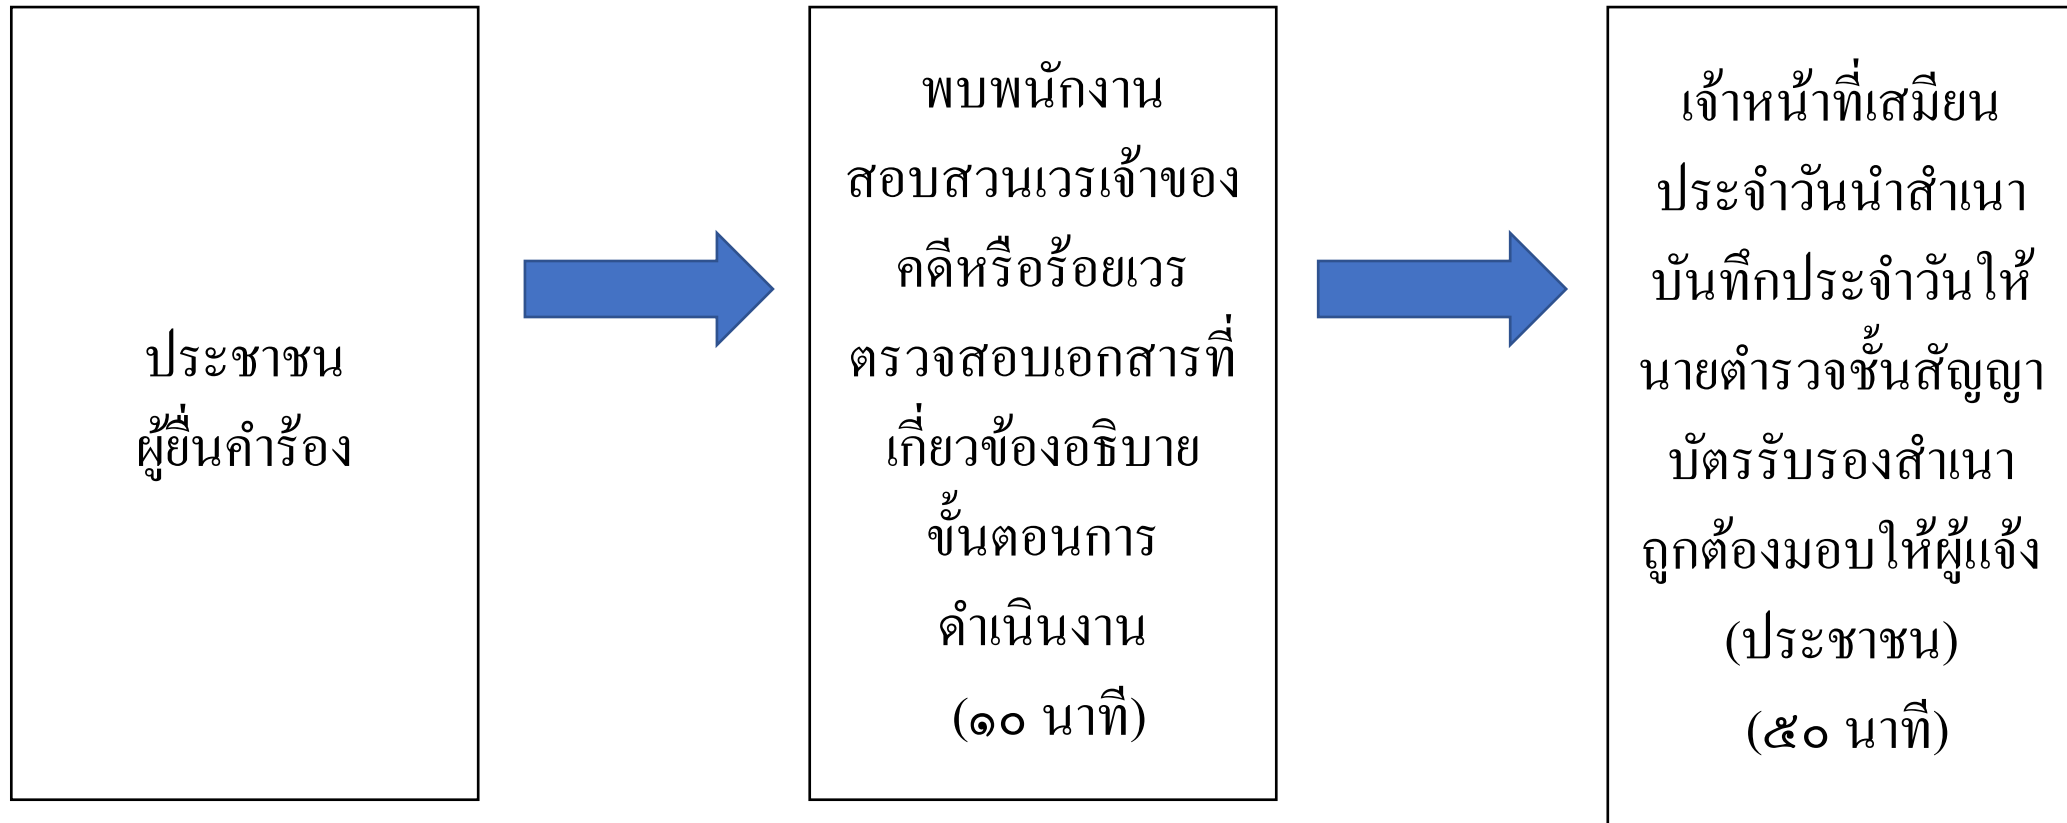 ประชาชน
ผู้ยื่นคำร้อง
พบพนักงาน
สอบสวนเวรเจ้าของ
คดีหรือร้อยเวร
ตรวจสอบเอกสารที่
เกี่ยวข้องอธิบาย
ขั้นตอนการ
ดำเนินงาน
(๑๐ นาที)
เจ้าหน้าที่เสมียน
ประจำวันนำสำเนา
บันทึกประจำวันให้
นายตำรวจชั้นสัญญา
บัตรรับรองสำเนา
ถูกต้องมอบให้ผู้แจ้ง
(ประชาชน)
(๕๐ นาที)